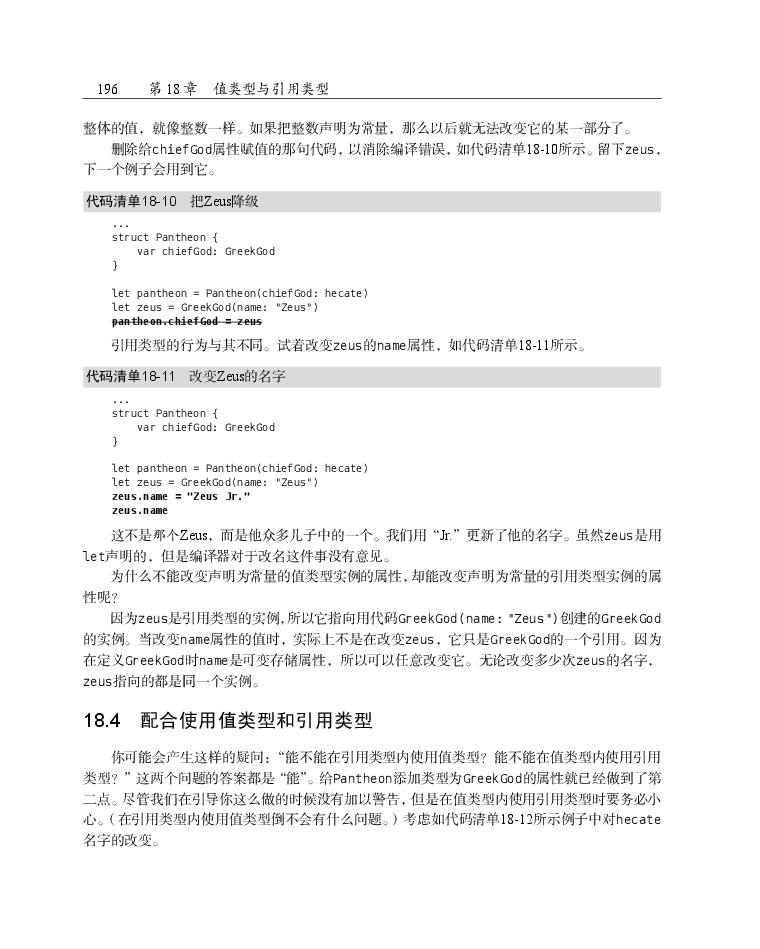 196 第 18 章 值类型与引用类型
整体的值，就像整数一样。如果把整数声明为常量，那么以后就无法改变它的某一部分了。
删除给chiefGod属性赋值的那句代码，以消除编译错误，如代码清单18-10所示。留下zeus，
下一个例子会用到它。
代码清单18-10 把Zeus降级
...
struct Pantheon {
    var chiefGod: GreekGod
}
let pantheon = Pantheon(chiefGod: hecate)
let zeus = GreekGod(name: "Zeus")
pantheon.chiefGod = zeus
引用类型的行为与其不同。试着改变zeus的name属性，如代码清单18-11所示。
代码清单18-11 改变Zeus的名字
...
struct Pantheon {
    var chiefGod: GreekGod
}
let pantheon = Pantheon(chiefGod: hecate)
let zeus = GreekGod(name: "Zeus")
zeus.name = "Zeus Jr."
zeus.name
这不是那个Zeus，而是他众多儿子中的一个。我们用“Jr.”更新了他的名字。虽然zeus是用
let声明的，但是编译器对于改名这件事没有意见。
为什么不能改变声明为常量的值类型实例的属性，却能改变声明为常量的引用类型实例的属
性呢？
因为zeus是引用类型的实例，所以它指向用代码GreekGod(name: "Zeus")创建的GreekGod
的实例。当改变name属性的值时，实际上不是在改变zeus，它只是GreekGod的一个引用。因为
在定义GreekGod时name是可变存储属性，所以可以任意改变它。无论改变多少次zeus的名字，
zeus指向的都是同一个实例。
18.4 配合使用值类型和引用类型
你可能会产生这样的疑问：“能不能在引用类型内使用值类型？能不能在值类型内使用引用
类型？”这两个问题的答案都是“能”。给Pantheon添加类型为GreekGod的属性就已经做到了第
二点。尽管我们在引导你这么做的时候没有加以警告，但是在值类型内使用引用类型时要务必小
心。（在引用类型内使用值类型倒不会有什么问题。）考虑如代码清单18-12所示例子中对hecate
名字的改变。